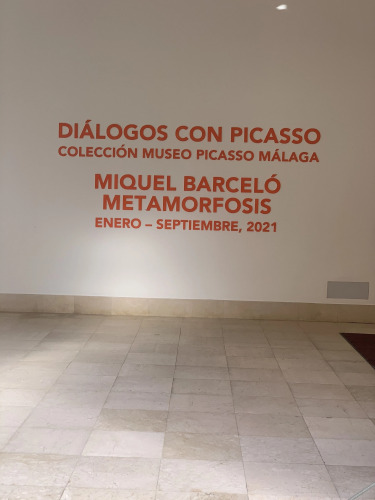 DIÁLOGOS CON PICASSO
COLECCIÓN MUSEO PICASSO MÁLAGA
MIQUEL BARCELÓ
METAMORFOSIS
ENERO – SEPTIEMBRE, 2021